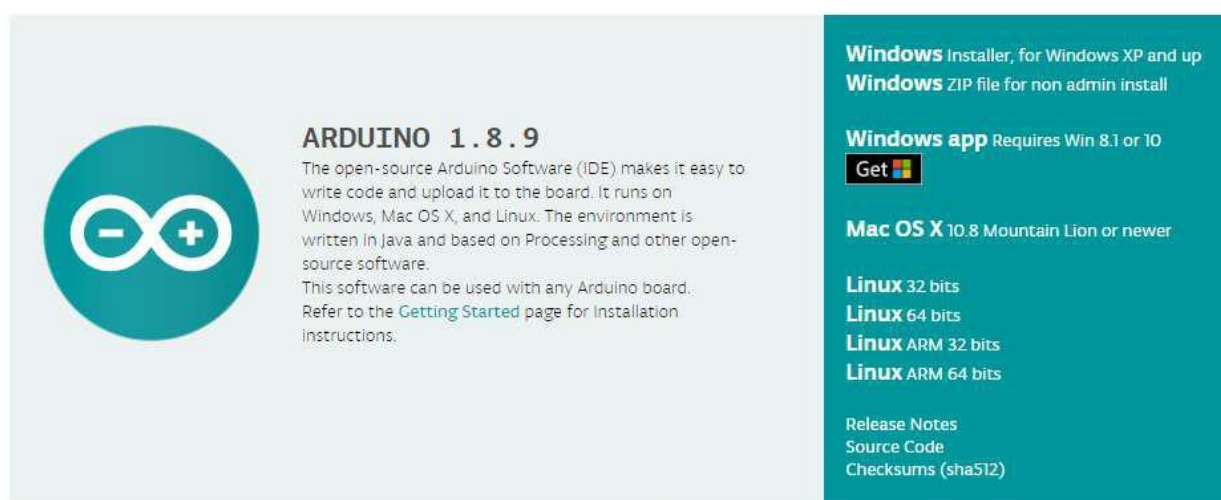 ARDUINO 1.8.9
The open-source Arduino Software (IDE) makes it easy to
write code and upload it to the board. It runs on
Windows, Mac OS X, and Linux. The environment is
written in Java and based on Processing and other open-
source software.
This software can be used with any Arduino board.
Refer to the Getting Started page for Installation
instructions.
Windows Installer, for Windows XP and up
Windows ZIP file for non admin install
Windows app Requires Win 8.1 or 10
Get
Mac OS X 10.8 Mountain Lion or newer
Linux 32 bits
Linux 64 bits
Linux ARM 32 bits
Linux ARM 64 bits
Release Notes
Source Code
Checksums (sha512)